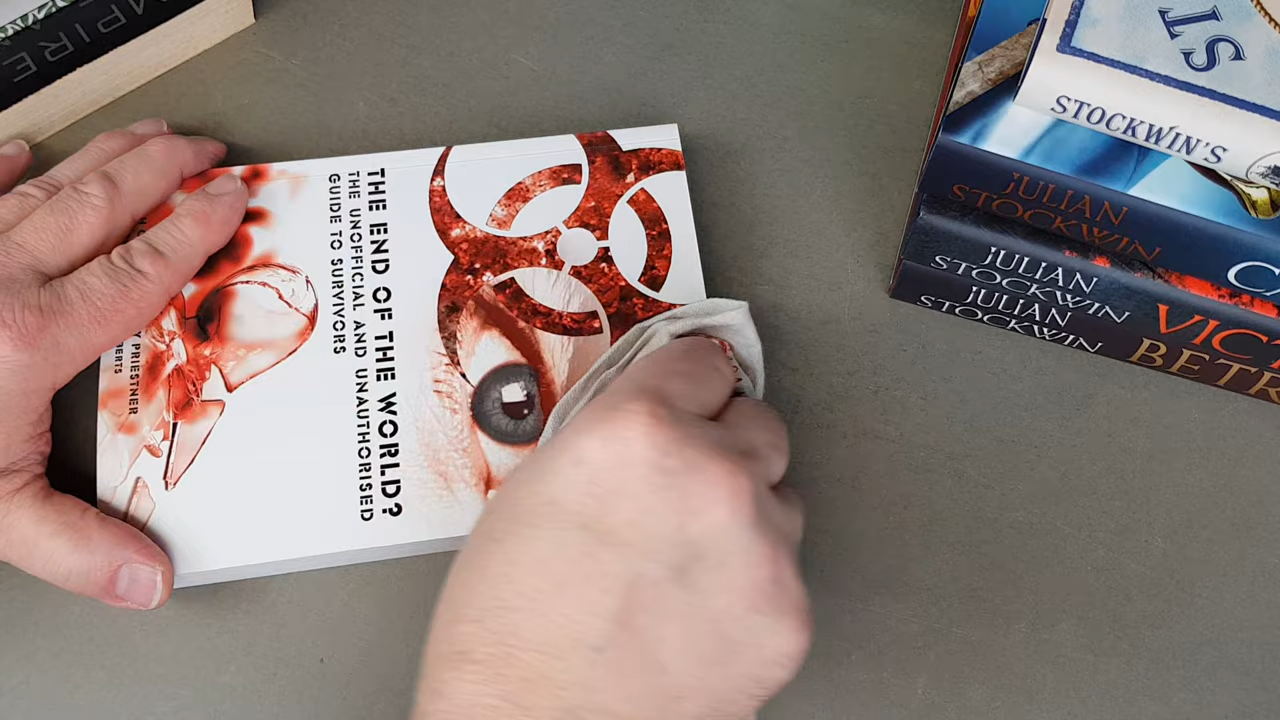 THE END OF THE WORLD?
THE UNOFFICIAL AND UNAUTHORISED
GUIDE TO SURVIVORS
PRIESTNER
STOCKWIN'S
JULIAN
STOCKWIN
JULIAN
STOCKWIN
JULIAN
STOCKWIN